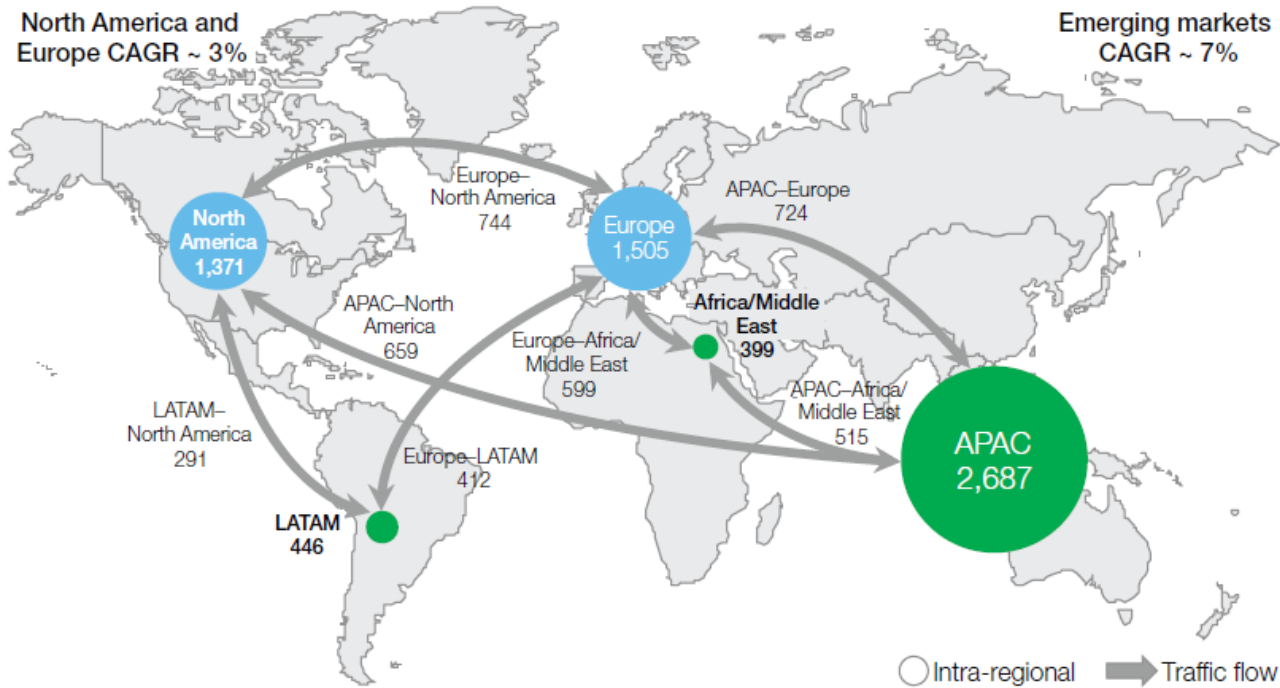 North America and
Europe CAGR ~ 3%
Emerging markets
CAGR ~ 7%
Europe–
North America
744
APAC–Europe
724
North
America
1,371
Europe
1,505
APAC–North
America
659
Europe–Africa/
Middle East
599
Africa/Middle
East
399
APAC–Africa/
Middle East
515
LATAM–
North America
291
Europe–LATAM
412
APAC
2,687
LATAM
446
Intra-regional
Traffic flow